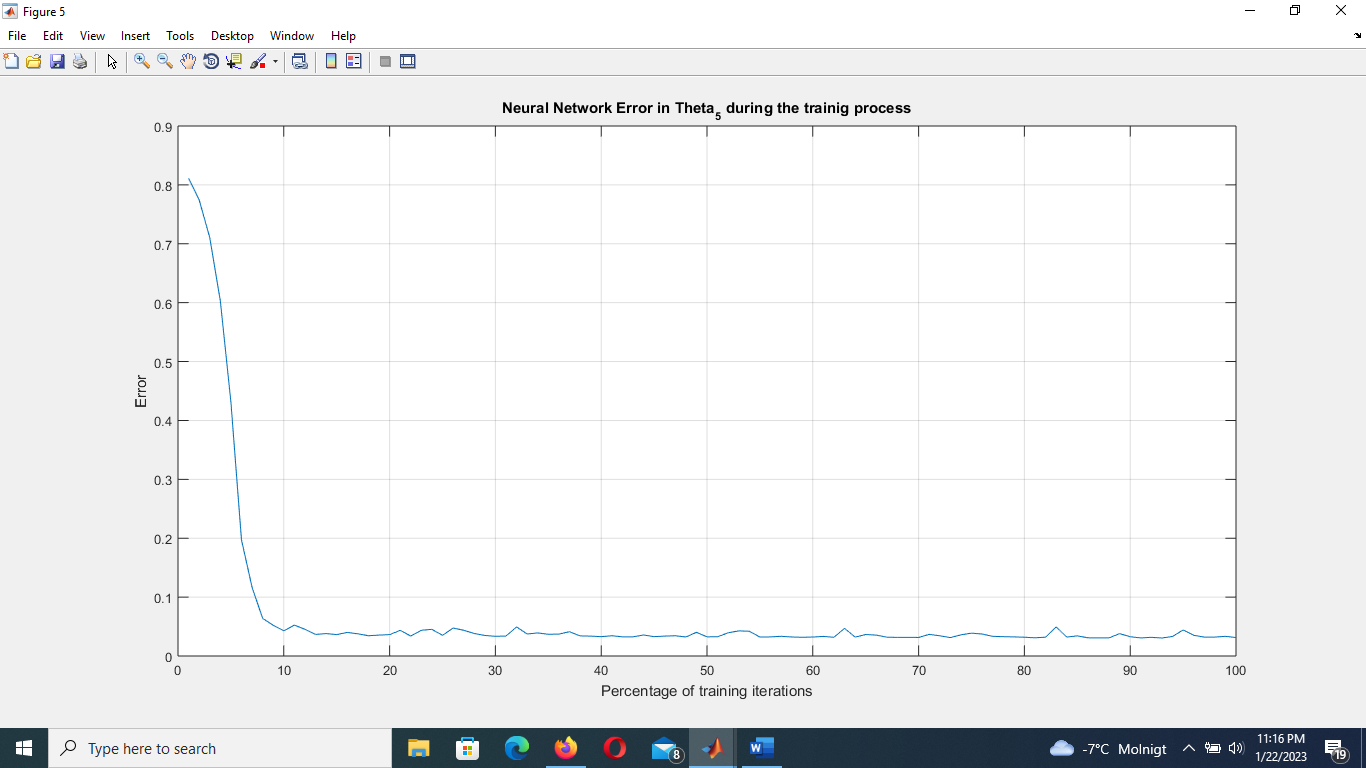 Figure 5
File Edit View Insert Tools Desktop Window Help
Neural Network Error in Theta5 during the trainig process
0.9
0.8
0.7
0.6
0.5
0.4
0.3
0.2
0.1
0
Error
0 10 20 30 40 50 60 70 80 90 100
Percentage of training iterations
Type here to search
8
W
-7°C Molnigt
11:16 PM
1/22/2023
19